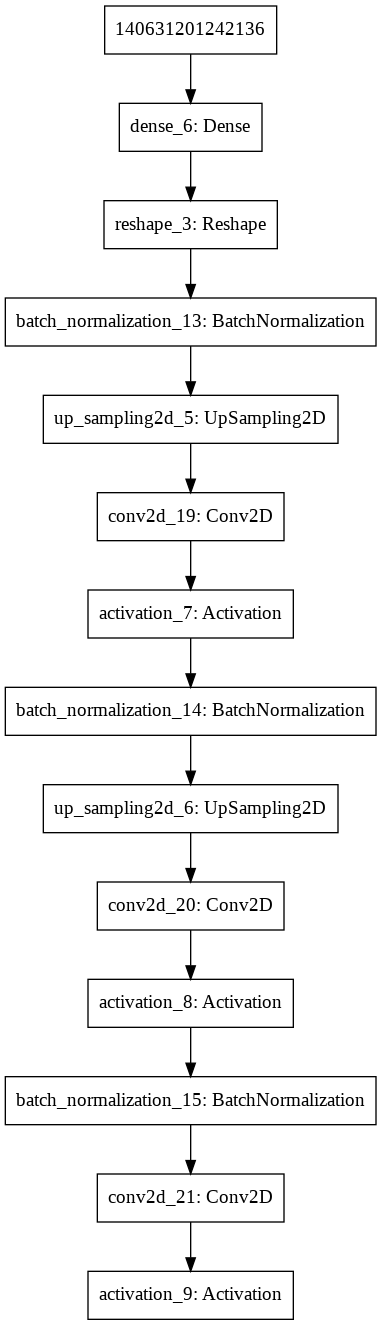 140631201242136
dense_6: Dense
reshape_3: Reshape
batch_normalization_13: BatchNormalization
up_sampling2d_5: UpSampling2D
conv2d_19: Conv2D
activation_7: Activation
batch_normalization_14: BatchNormalization
up_sampling2d_6: UpSampling2D
conv2d_20: Conv2D
activation_8: Activation
batch_normalization_15: BatchNormalization
conv2d_21: Conv2D
activation_9: Activation